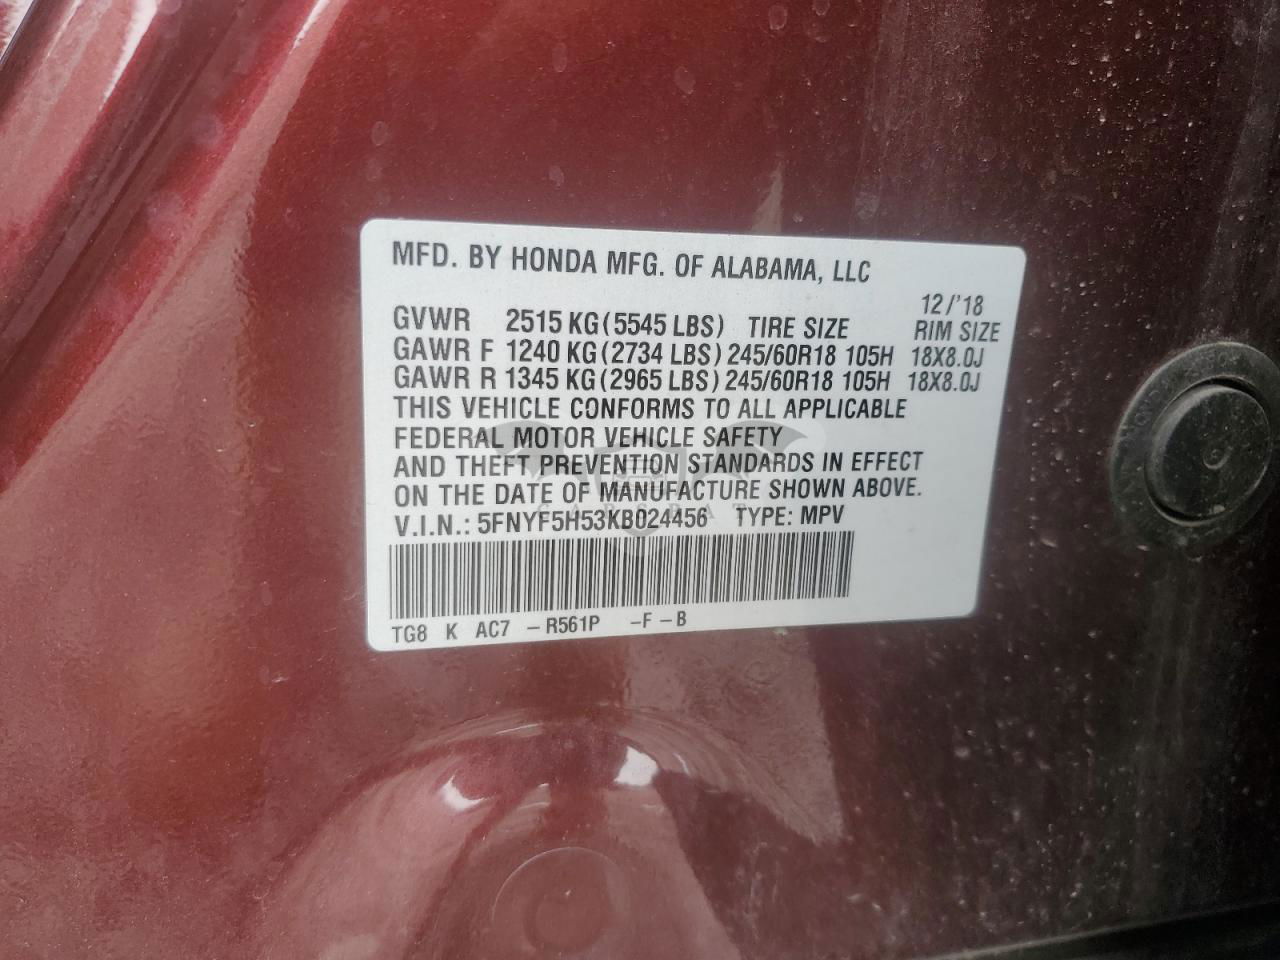 MFD. BY HONDA MFG. OF ALABAMA, LLC
12/'18
GVWR 2515 KG (5545 LBS) TIRE SIZE RIM SIZE
GAWR F 1240 KG (2734 LBS) 245/60R18 105H 18X8.0J
GAWR R 1345 KG (2965 LBS) 245/60R18 105H 18X8.0J
THIS VEHICLE CONFORMS TO ALL APPLICABLE
FEDERAL MOTOR VEHICLE SAFETY
AND THEFT PREVENTION STANDARDS IN EFFECT
ON THE DATE OF MANUFACTURE SHOWN ABOVE.
V.I.N.: 5FNYF5H53KB024456 TYPE: MPV
CARSBAT
TG8 K AC7 – R561P –F – B